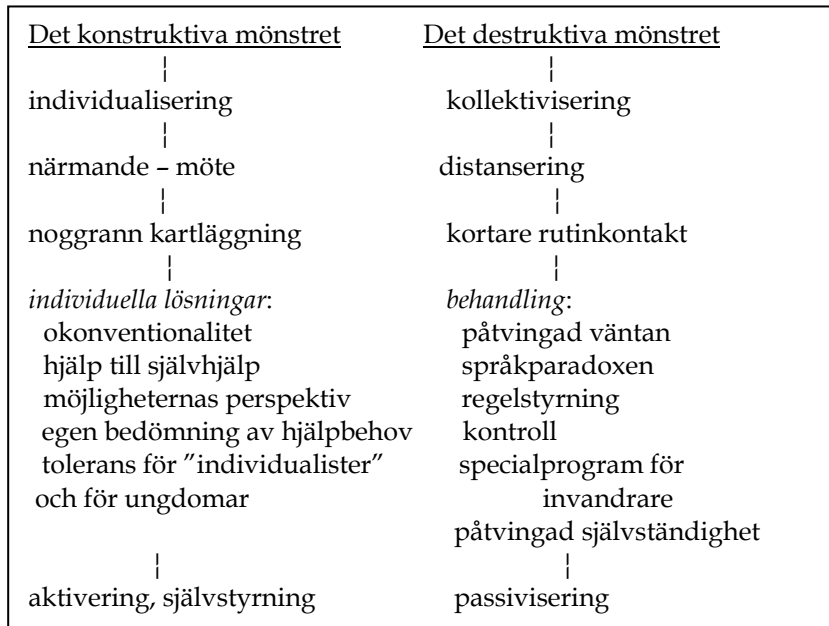 Det konstruktiva mönstret
¦
individualisering
¦
närmande – möte
¦
noggrann kartläggning
¦
individuella lösningar:
okonventionalitet
hjälp till självhjälp
möjligheternas perspektiv
egen bedömning av hjälpbehov
tolerans för ”individualister”
och för ungdomar
¦
aktivering, självstyrning
Det destruktiva mönstret
¦
kollektivisering
¦
distansering
¦
kortare rutinkontakt
¦
behandling:
påtvingad väntan
språkparadoxen
regelstyrning
kontroll
specialprogram för
invandrare
påtvingad självständighet
¦
passivisering